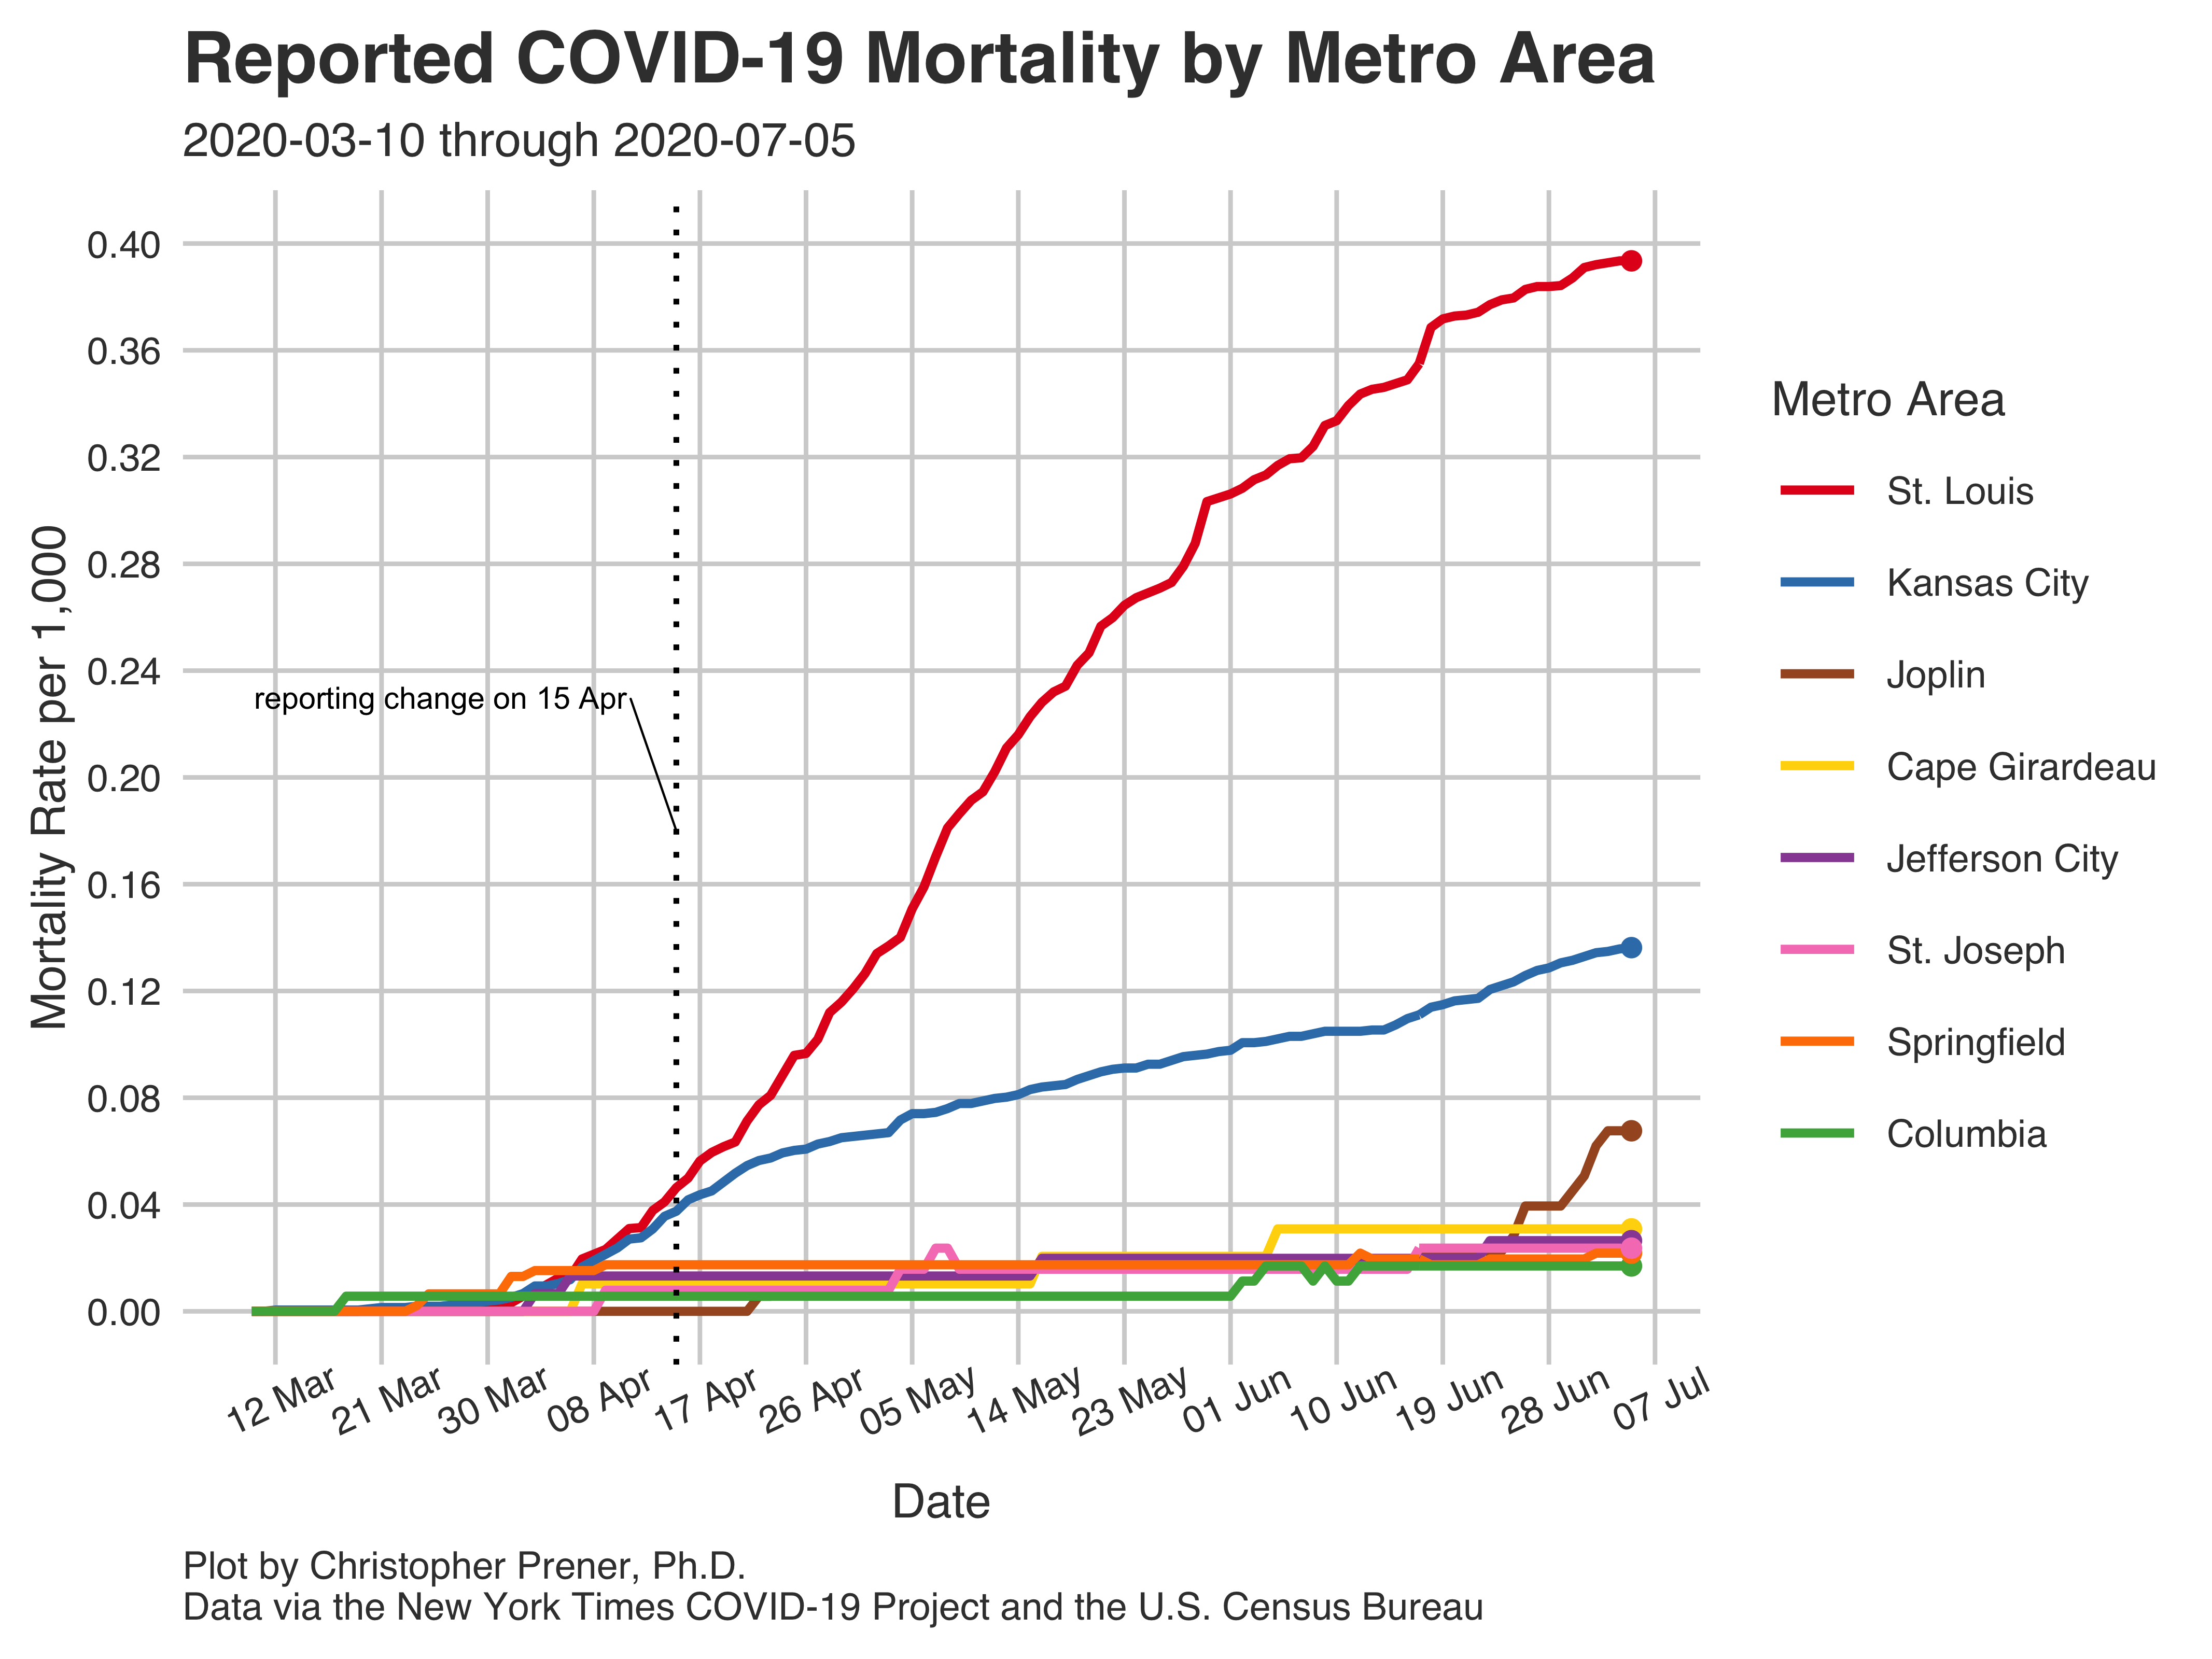 Reported COVID-19 Mortality by Metro Area
2020-03-10 through 2020-07-05
Mortality Rate per 1,000
0.40
0.36
0.32
0.28
0.24
0.20
0.16
0.12
0.08
0.04
0.00
reporting change on 15 Apr
12 Mar
21 Mar
30 Mar
08 Apr
17 Apr
26 Apr
05 May
14 May
23 May
01 Jun
10 Jun
19 Jun
28 Jun
07 Jul
Date
Metro Area
St. Louis
Kansas City
Joplin
Cape Girardeau
Jefferson City
St. Joseph
Springfield
Columbia
Plot by Christopher Prener, Ph.D.
Data via the New York Times COVID-19 Project and the U.S. Census Bureau